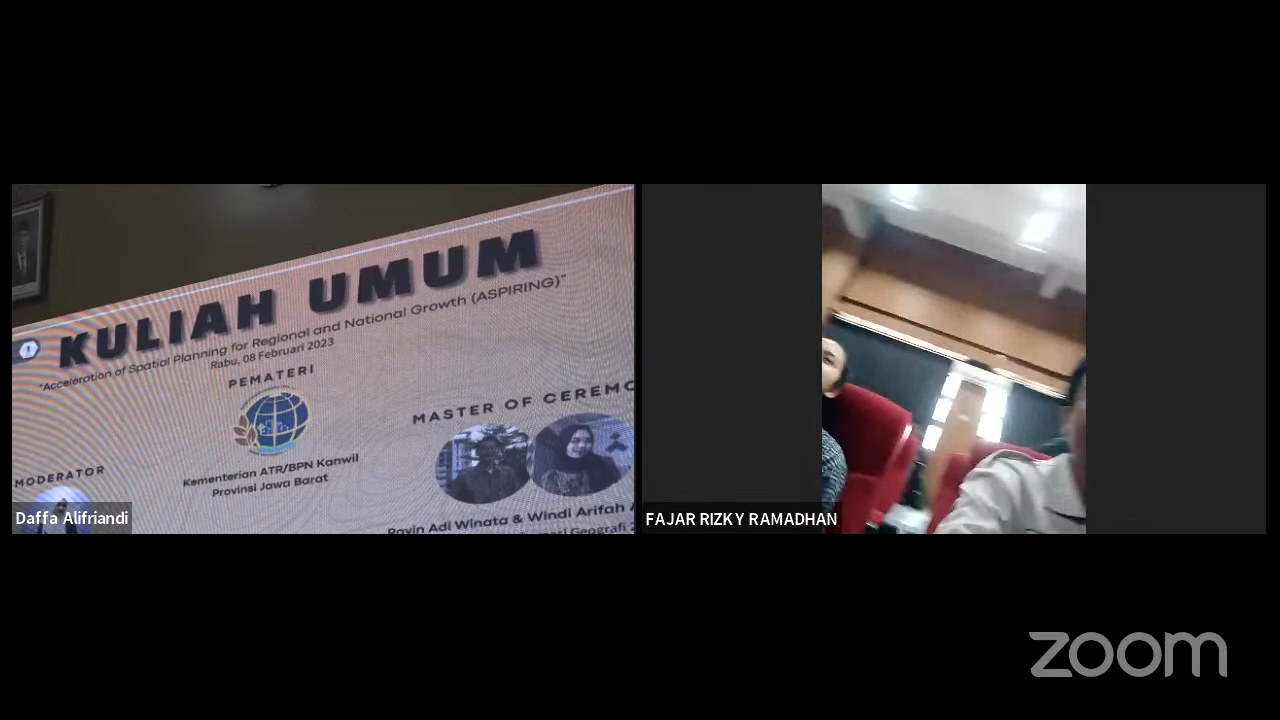 KULIAH UMUM
"Acceleration of Spatial Planning for Regional and National Growth (ASPIRING)"
Rabu, 08 Februari 2023
PEMATERI
MASTER OF CEREMO
MODERATOR
Kementerian ATR/BPN Kanwil
Provinsi Jawa Barat
Ravin Adi Winata & Windi Arifah
Geografi
Daffa Alifriandi
FAJAR RIZKY RAMADHAN
zoom